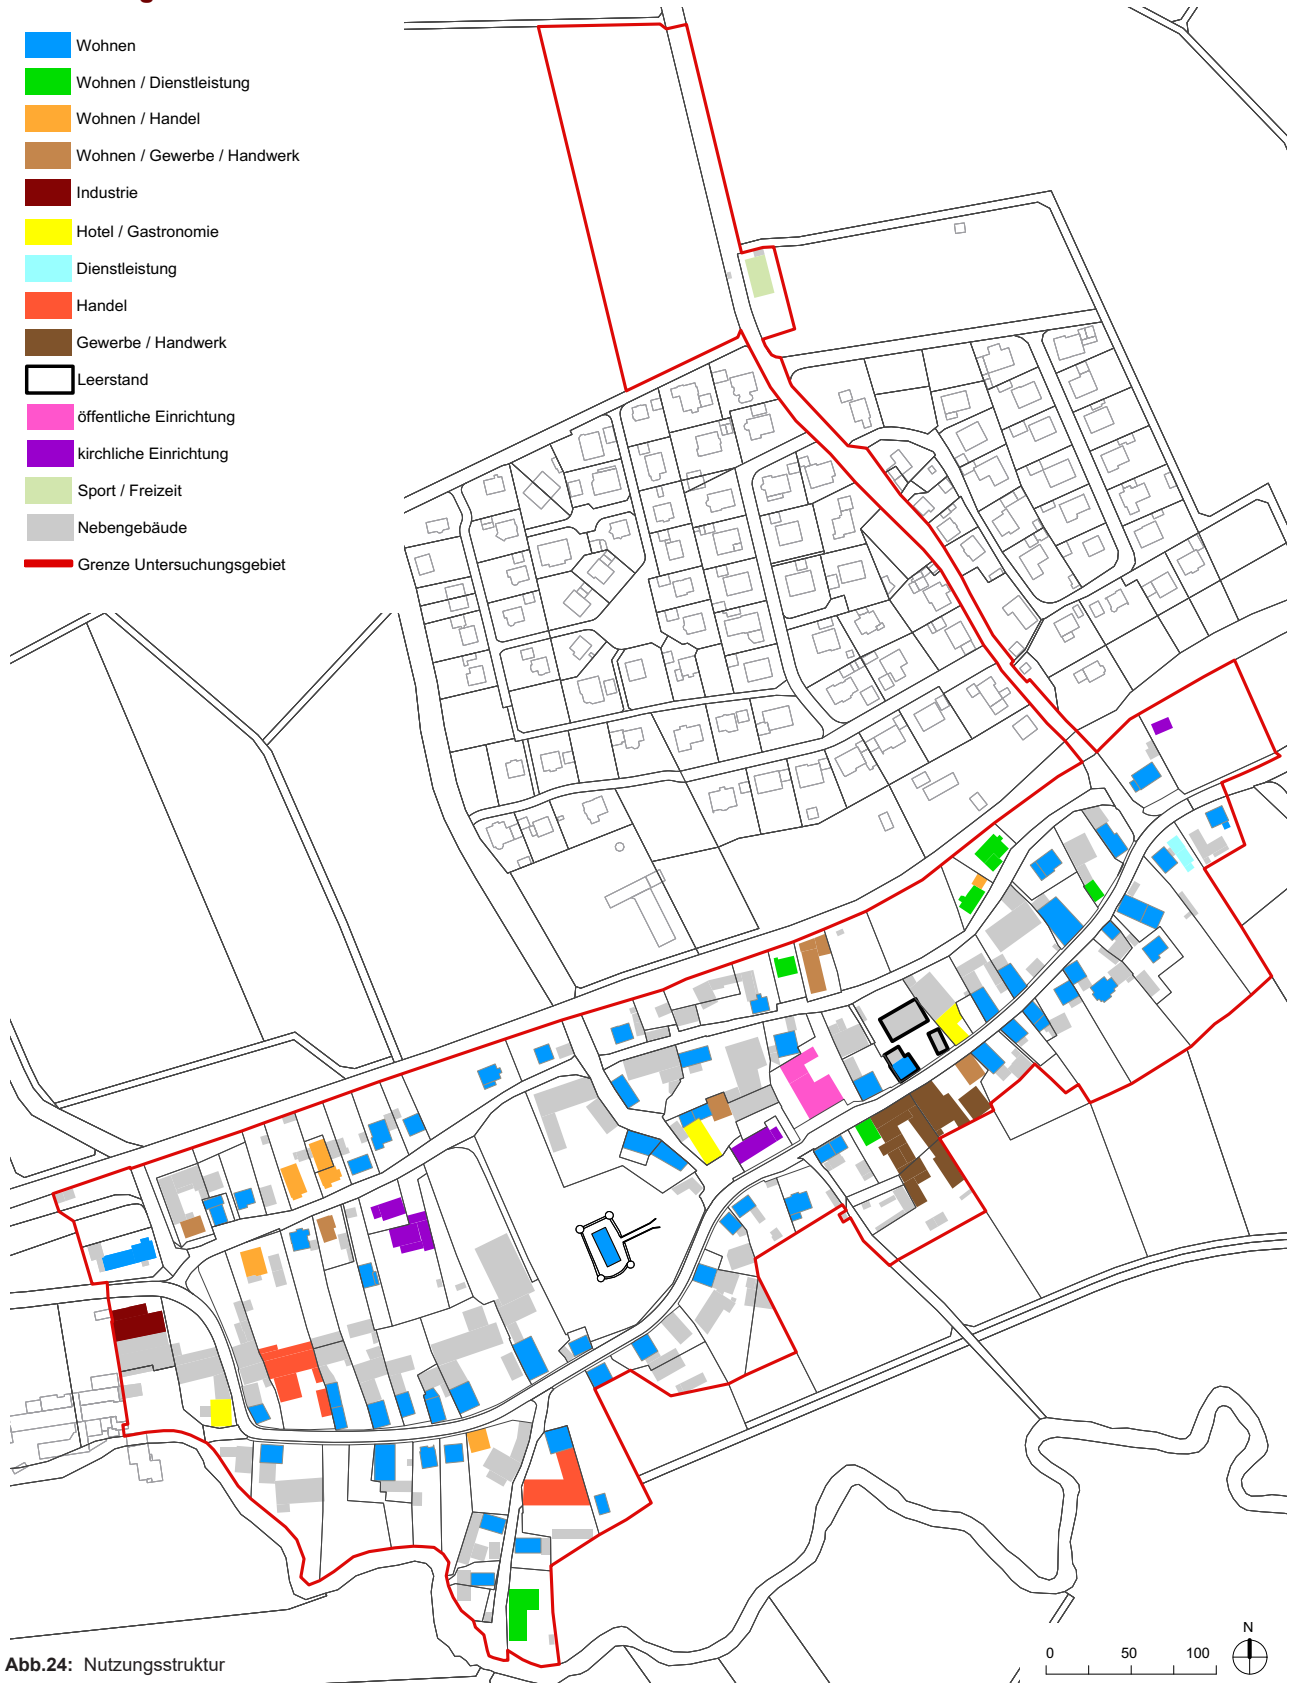 Wohnen
Wohnen / Dienstleistung
Wohnen / Handel
Wohnen / Gewerbe / Handwerk
Industrie
Hotel / Gastronomie
Dienstleistung
Handel
Gewerbe / Handwerk
Leerstand
öffentliche Einrichtung
kirchliche Einrichtung
Sport / Freizeit
Nebengebäude
Grenze Untersuchungsgebiet
N
0 50 100
Abb.24: Nutzungsstruktur